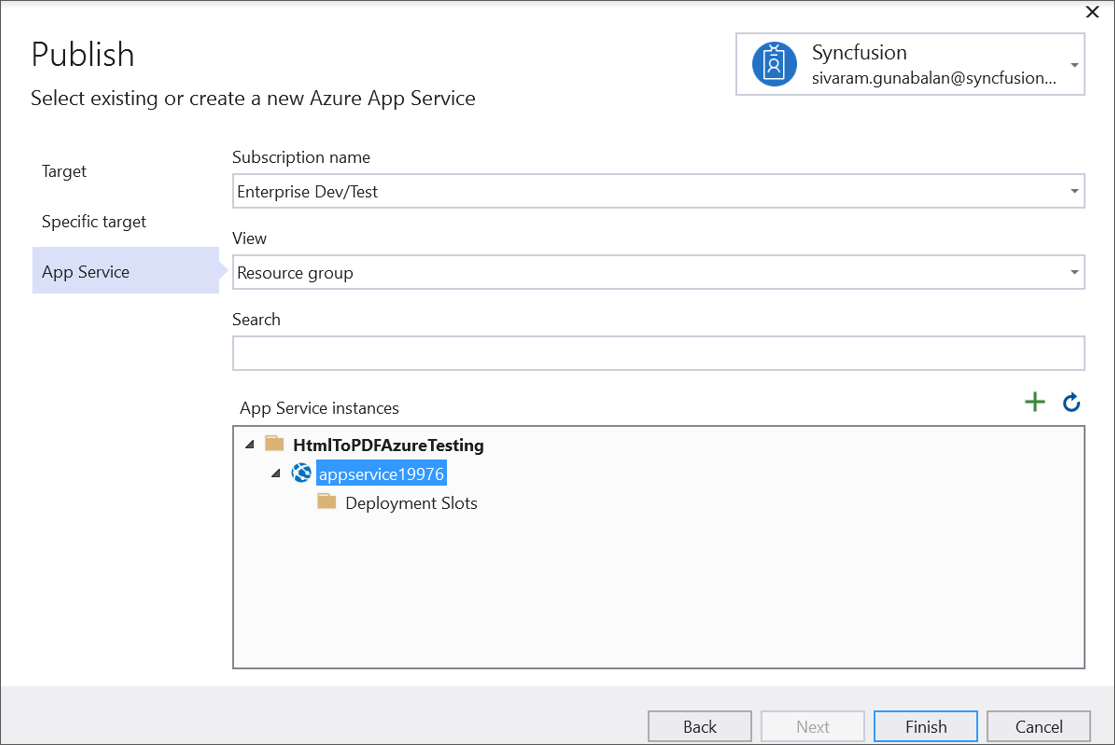 Publish
Select existing or create a new Azure App Service
Syncfusion
sivaram.gunabalan@syncfusion...
Target
Specific target
App Service
Subscription name
Enterprise Dev/Test
View
Resource group
Search
App Service instances
HtmlToPDFAzureTesting
appservice19976
Deployment Slots
Back
Next
Finish
Cancel